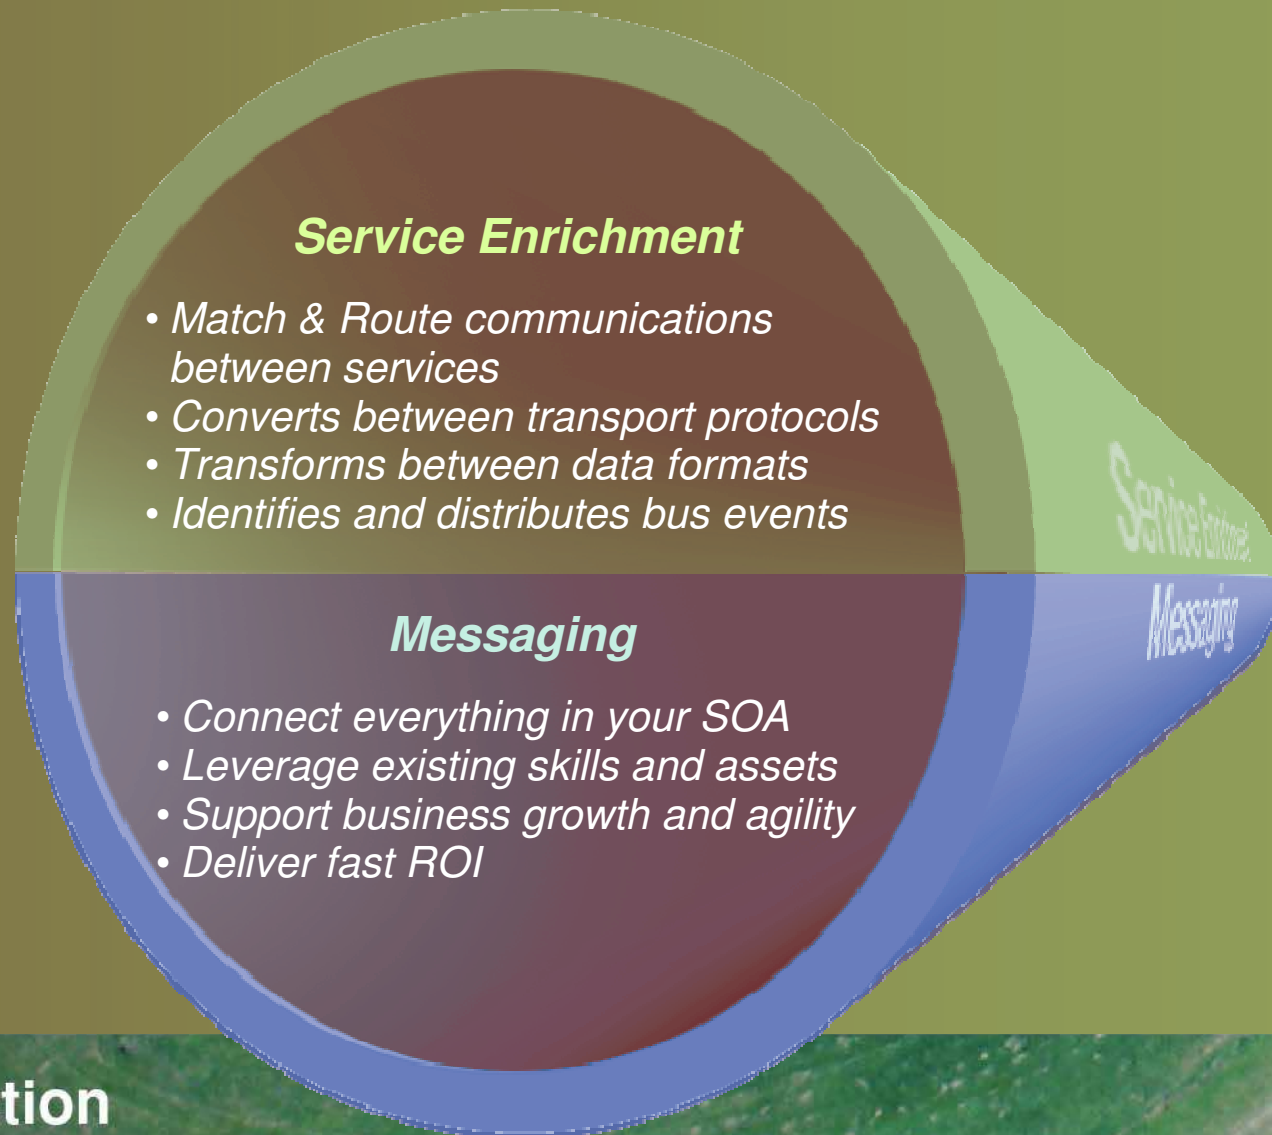 Service Enrichment
• Match & Route communications
between services
• Converts between transport protocols
• Transforms between data formats
• Identifies and distributes bus events
Service
Messaging
Messaging
• Connect everything in your SOA
• Leverage existing skills and assets
• Support business growth and agility
• Deliver fast ROI
tion